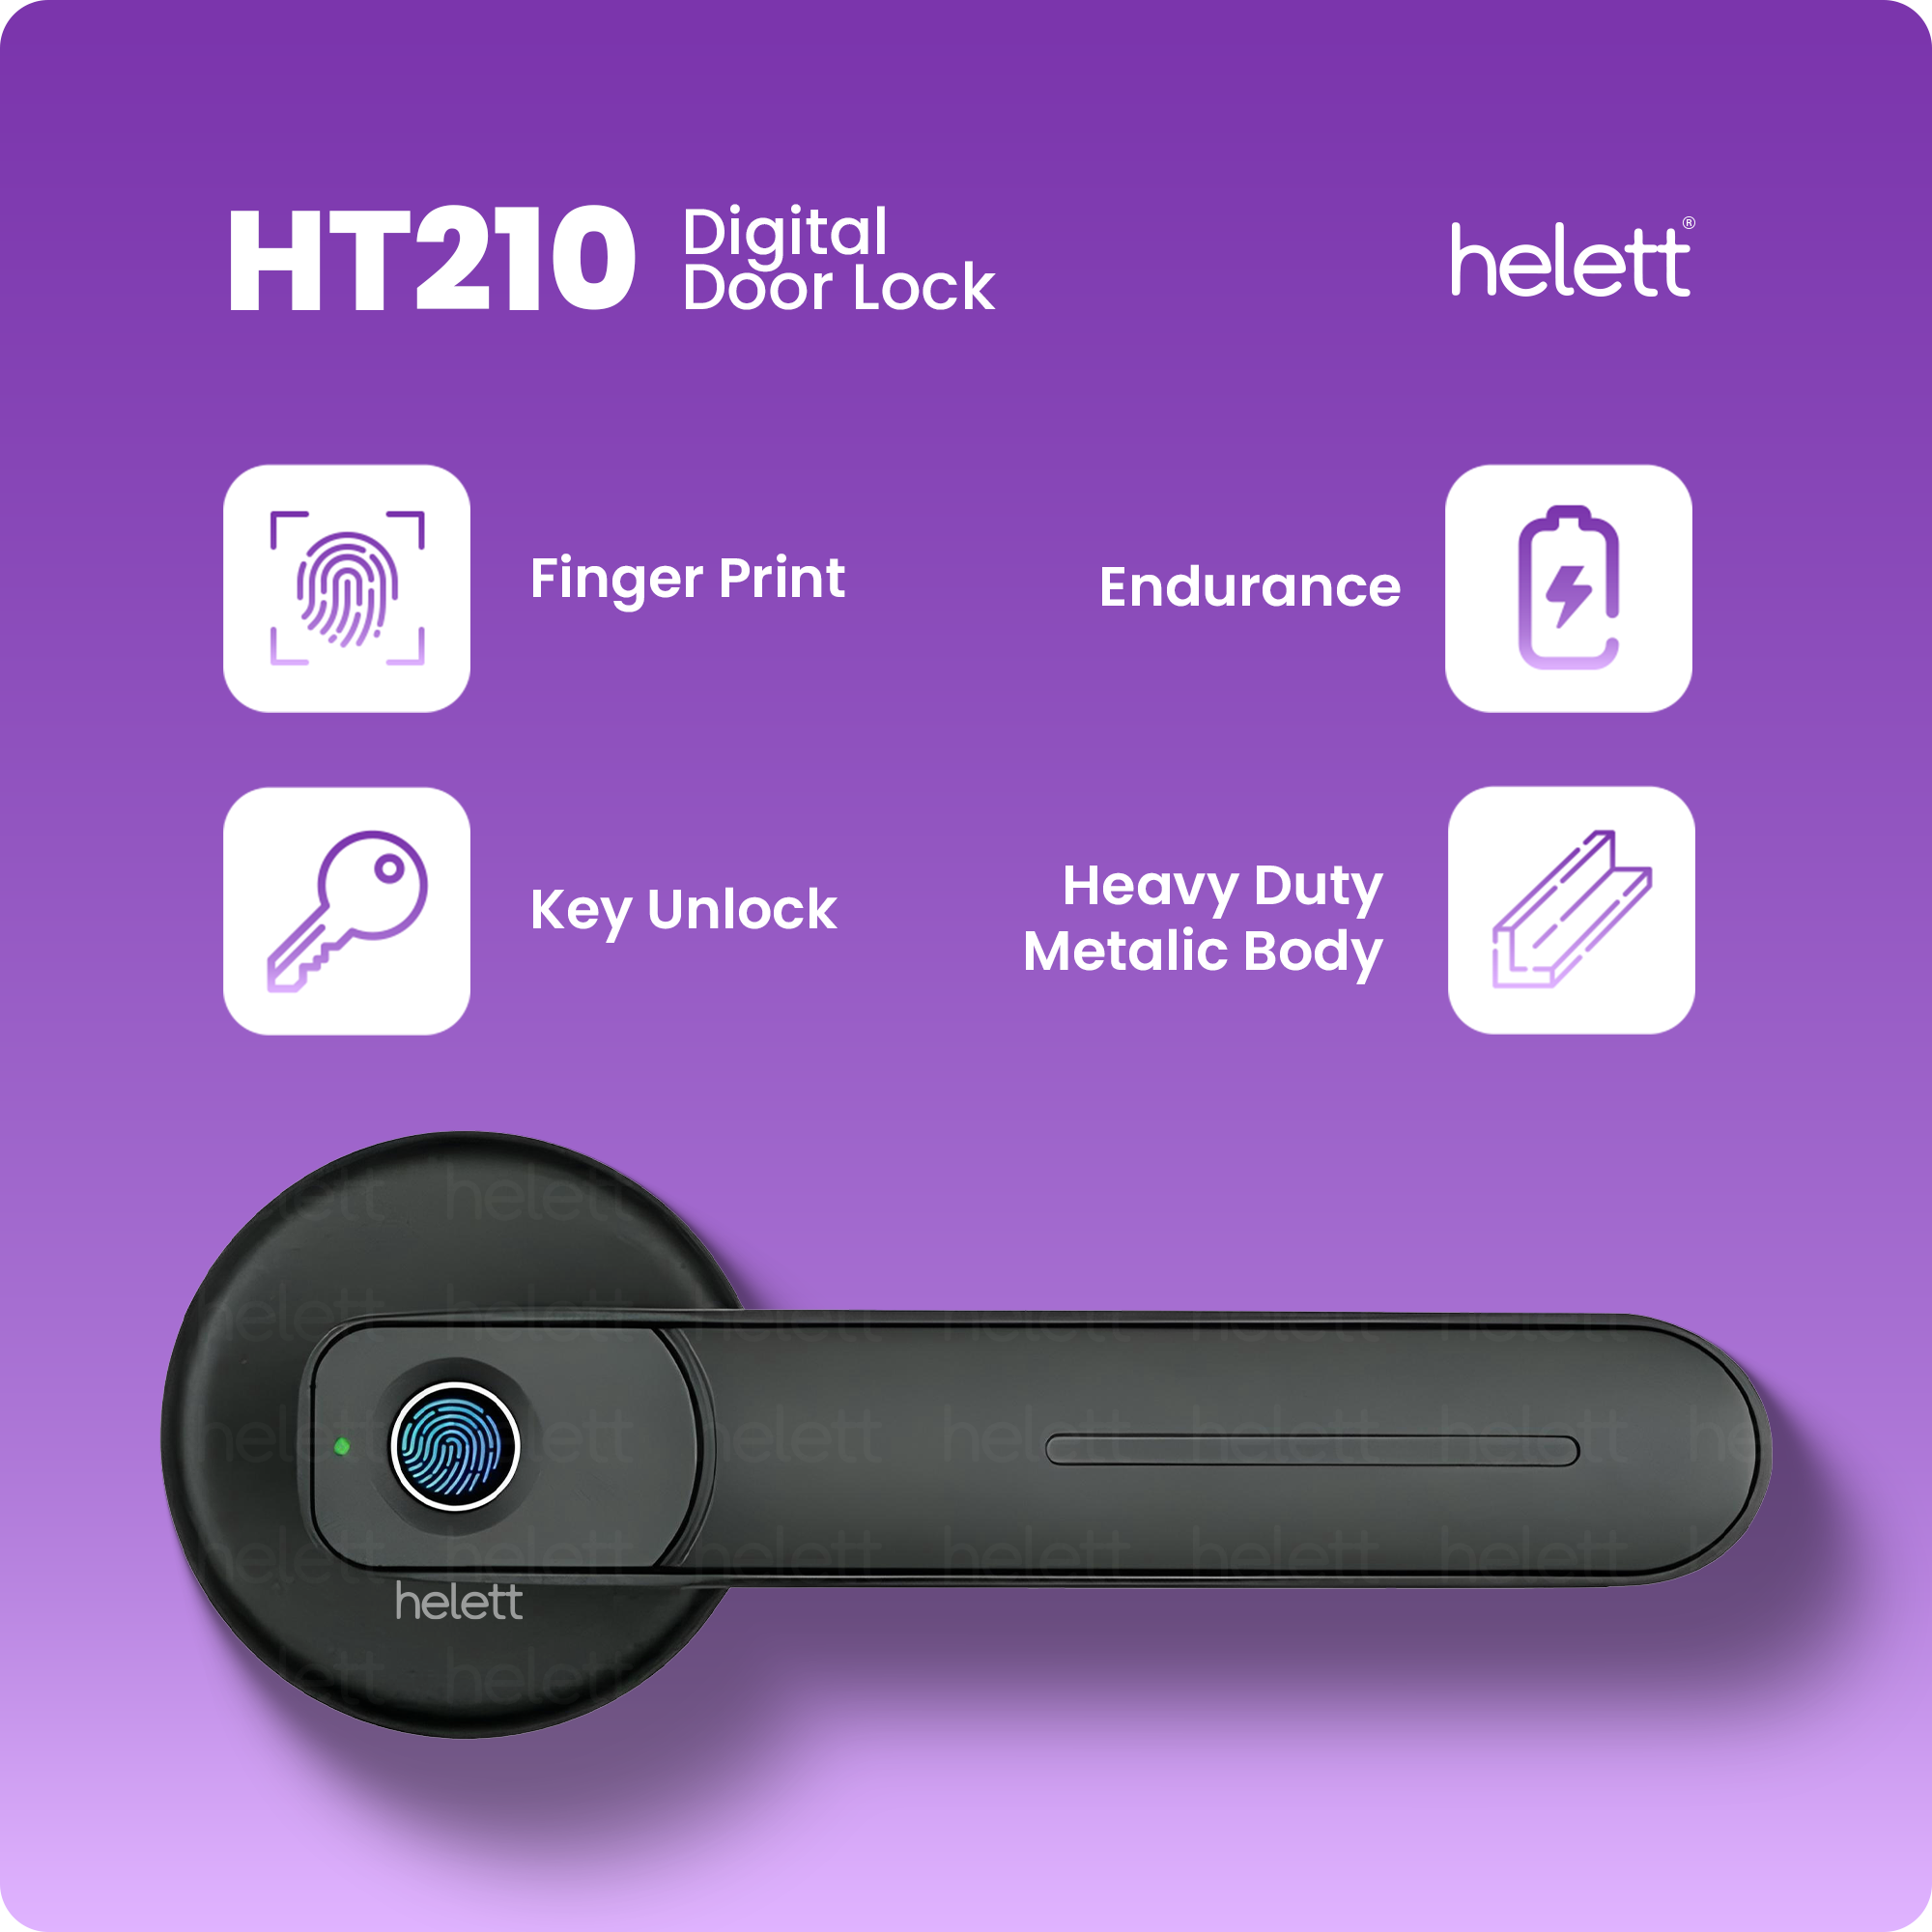 HT210
Digital
Door Lock
helett®
Finger Print
Endurance
Key Unlock
Heavy Duty
Metalic Body
helett